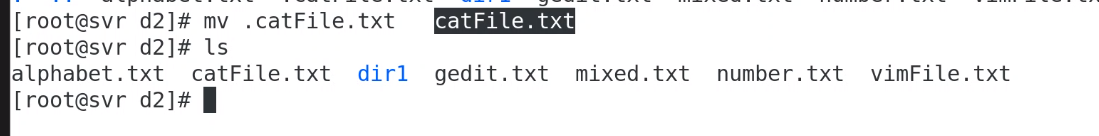 [root@svr d2]# mv .catFile.txt   catFile.txt
[root@svr d2]# ls
alphabet.txt  catFile.txt  dir1  gedit.txt  mixed.txt  number.txt  vimFile.txt
[root@svr d2]#